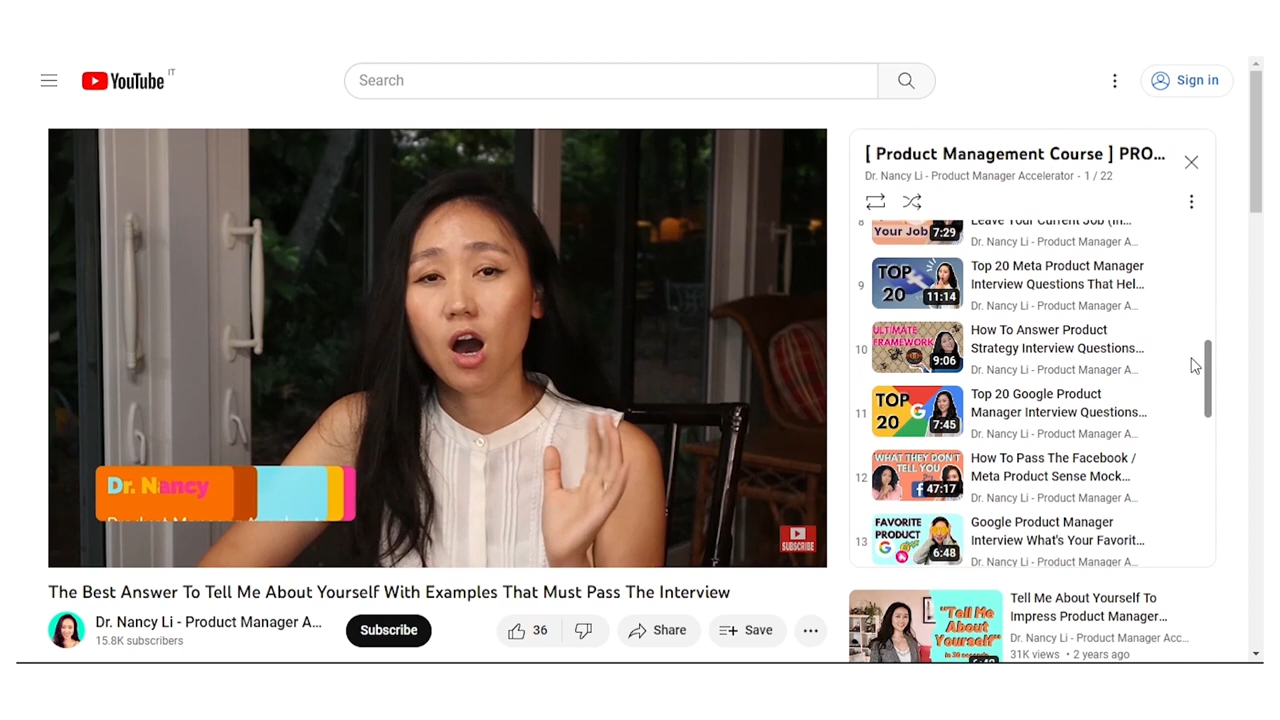 YouTube IT
Search
Sign in
Dr. Nancy
SUBSCRIBE
The Best Answer To Tell Me About Yourself With Examples That Must Pass The Interview
Dr. Nancy Li - Product Manager A...
15.8K subscribers
Subscribe
36
Share
Save
[ Product Management Course ] PRO...
Dr. Nancy Li - Product Manager Accelerator - 1 / 22
8
Your Job
7:29
Leave Your Current Job (In...
Dr. Nancy Li - Product Manager A...
9
TOP
20
11:14
Top 20 Meta Product Manager
Interview Questions That Hel...
Dr. Nancy Li - Product Manager A...
10
ULTIMATE
FRAMEWORK
9:06
How To Answer Product
Strategy Interview Questions...
Dr. Nancy Li - Product Manager A...
11
TOP
20
G
7:45
Top 20 Google Product
Manager Interview Questions...
Dr. Nancy Li - Product Manager A...
12
WHAT THEY DON'T
TELL YOU
47:17
How To Pass The Facebook /
Meta Product Sense Mock...
Dr. Nancy Li - Product Manager A...
13
FAVORITE
PRODUCT
G
6:48
Google Product Manager
Interview What's Your Favorit...
Dr. Nancy Li - Product Manager A...
"Tell Me
About
Yourself"
in 30 seconds
Tell Me About Yourself To
Impress Product Manager...
Dr. Nancy Li - Product Manager Acc...
31K views • 2 years ago